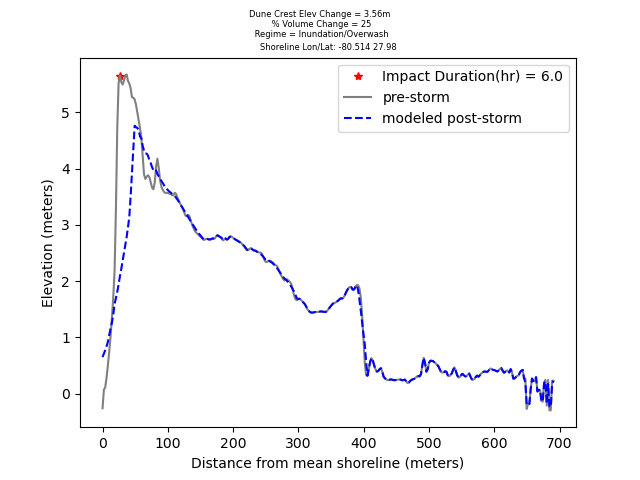 Dune Crest Elev Change = 3.56m
% Volume Change = 25
Regime = Inundation/Overwash
Shoreline Lon/Lat: -80.514 27.98
Impact Duration(hr) = 6.0
pre-storm
modeled post-storm
Elevation (meters)
5
4
3
2
1
0
0 100 200 300 400 500 600 700
Distance from mean shoreline (meters)